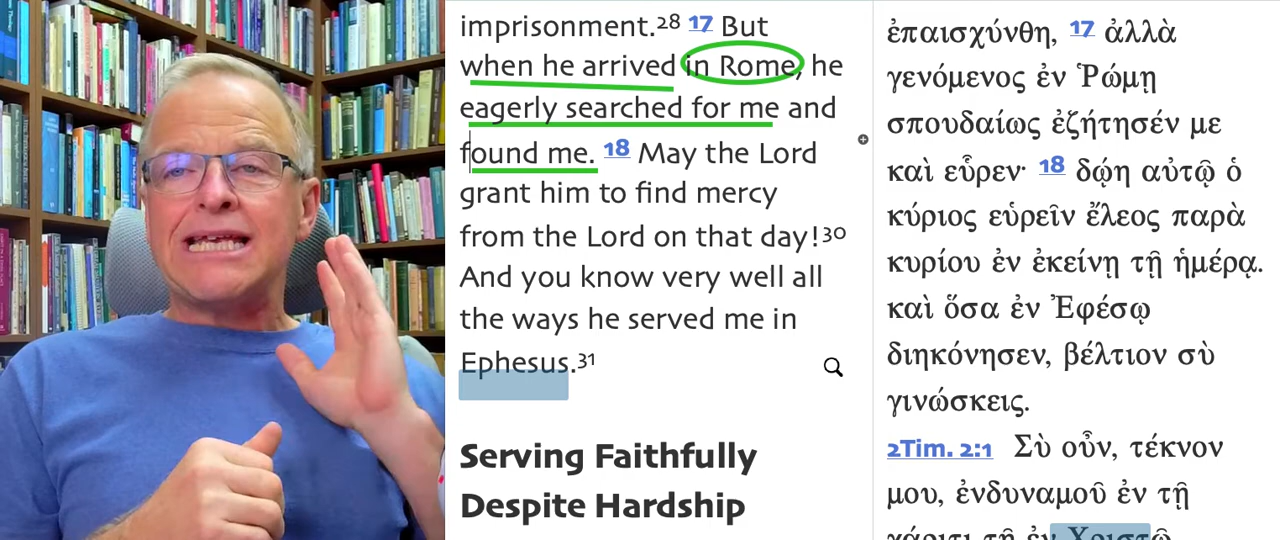 imprisonment.28 17 But
when he arrived in Rome, he
eagerly searched for me and
found me. 18 May the Lord
grant him to find mercy
from the Lord on that day!30
And you know very well all
the ways he served me in
Ephesus.31
Serving Faithfully
Despite Hardship
ἐπαισχύνθη, 17 ἀλλὰ
γενόμενος ἐν Ῥώμῃ
σπουδαίως ἐζήτησέν με
καὶ εὗρεν· 18 δῴη αὐτῷ ὁ
κύριος εὑρεῖν ἔλεος παρὰ
κυρίου ἐν ἐκείνῃ τῇ ἡμέρᾳ.
καὶ ὅσα ἐν Ἐφέσῳ
διηκόνησεν, βέλτιον σὺ
γινώσκεις.
2Tim. 2:1 Σὺ οὖν, τέκνον
μου, ἐνδυναμοῦ ἐν τῇ
χάριτι τῇ ἐν Χριστῷ